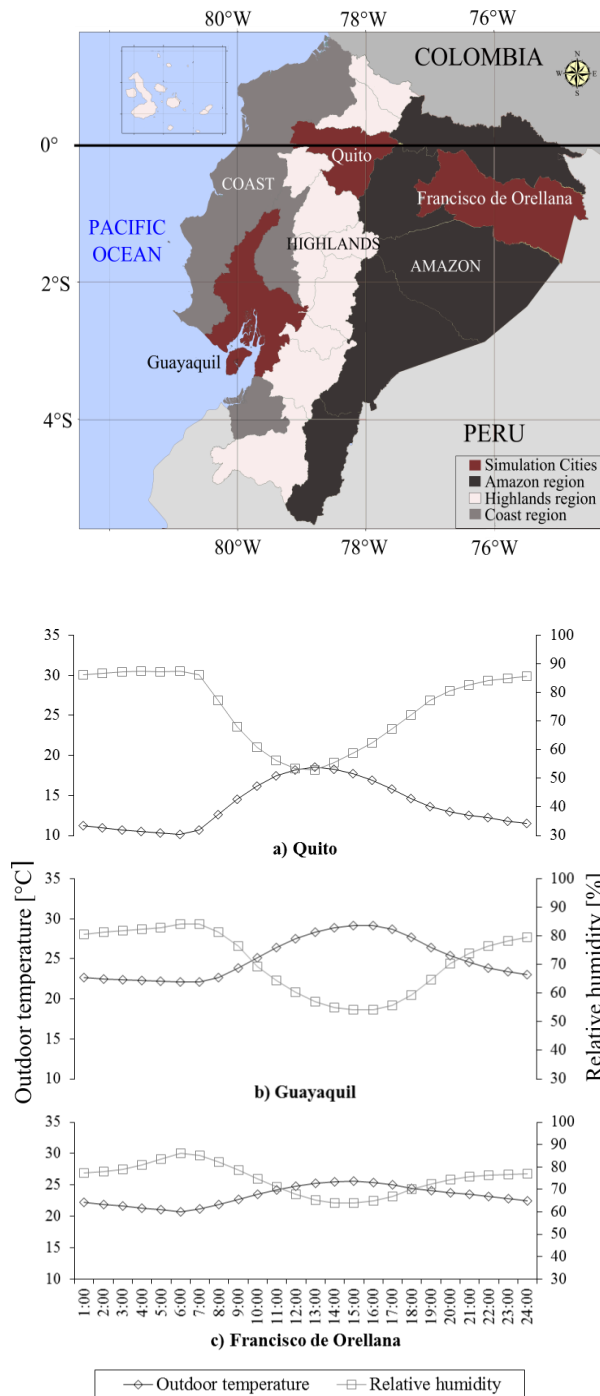 80°W 78°W 76°W
COLOMBIA
N
W E
S
0°
Quito
COAST
Francisco de Orellana
PACIFIC
OCEAN
HIGHLANDS
AMAZON
2°S
Guayaquil
4°S
PERU
Simulation Cities
Amazon region
Highlands region
Coast region
80°W 78°W 76°W
Outdoor temperature [°C]
Relative humidity [%]
35 100
30 90
80
25 70
20 60
50
15 40
10 30
a) Quito
35 100
30 90
80
25 70
20 60
50
15 40
10 30
b) Guayaquil
35 100
30 90
80
25 70
20 60
50
15 40
10 30
1:00 2:00 3:00 4:00 5:00 6:00 7:00 8:00 9:00 10:00 11:00 12:00 13:00 14:00 15:00 16:00 17:00 18:00 19:00 20:00 21:00 22:00 23:00 24:00
c) Francisco de Orellana
Outdoor temperature Relative humidity